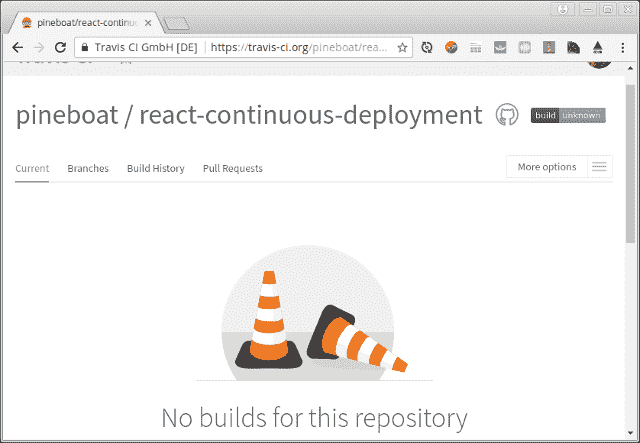 pineboat/react-continuo
Travis CI GmbH [DE]
https://travis-ci.org/pineboat/rea...
pineboat / react-continuous-deployment
build unknown
Current
Branches
Build History
Pull Requests
More options
No builds for this repository